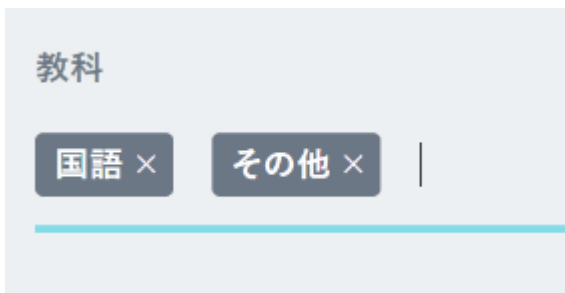 教科
国語 × その他 ×